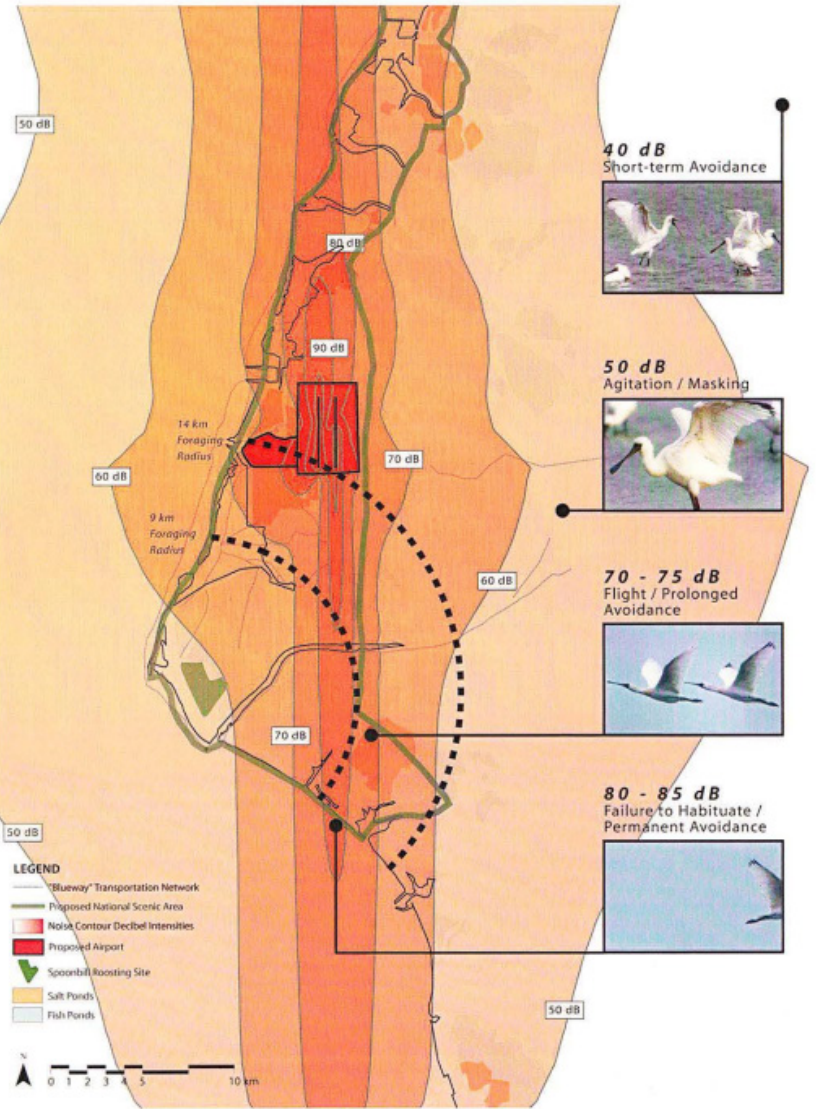 50 dB
40 dB
Short-term Avoidance
80 dB
90 dB
50 dB
Agitation / Masking
14 km
Foraging
Radius
70 dB
60 dB
9 km
Foraging
Radius
60 dB
70 - 75 dB
Flight / Prolonged
Avoidance
70 dB
80 - 85 dB
Failure to Habituate /
Permanent Avoidance
50 dB
LEGEND
"Blueway" Transportation Network
Proposed National Scenic Area
Noise Contour Decibel Intensities
Proposed Airport
Spoonbill Roosting Site
Salt Ponds
Fish Ponds
50 dB
N
0 1 2 3 4 5 10 km